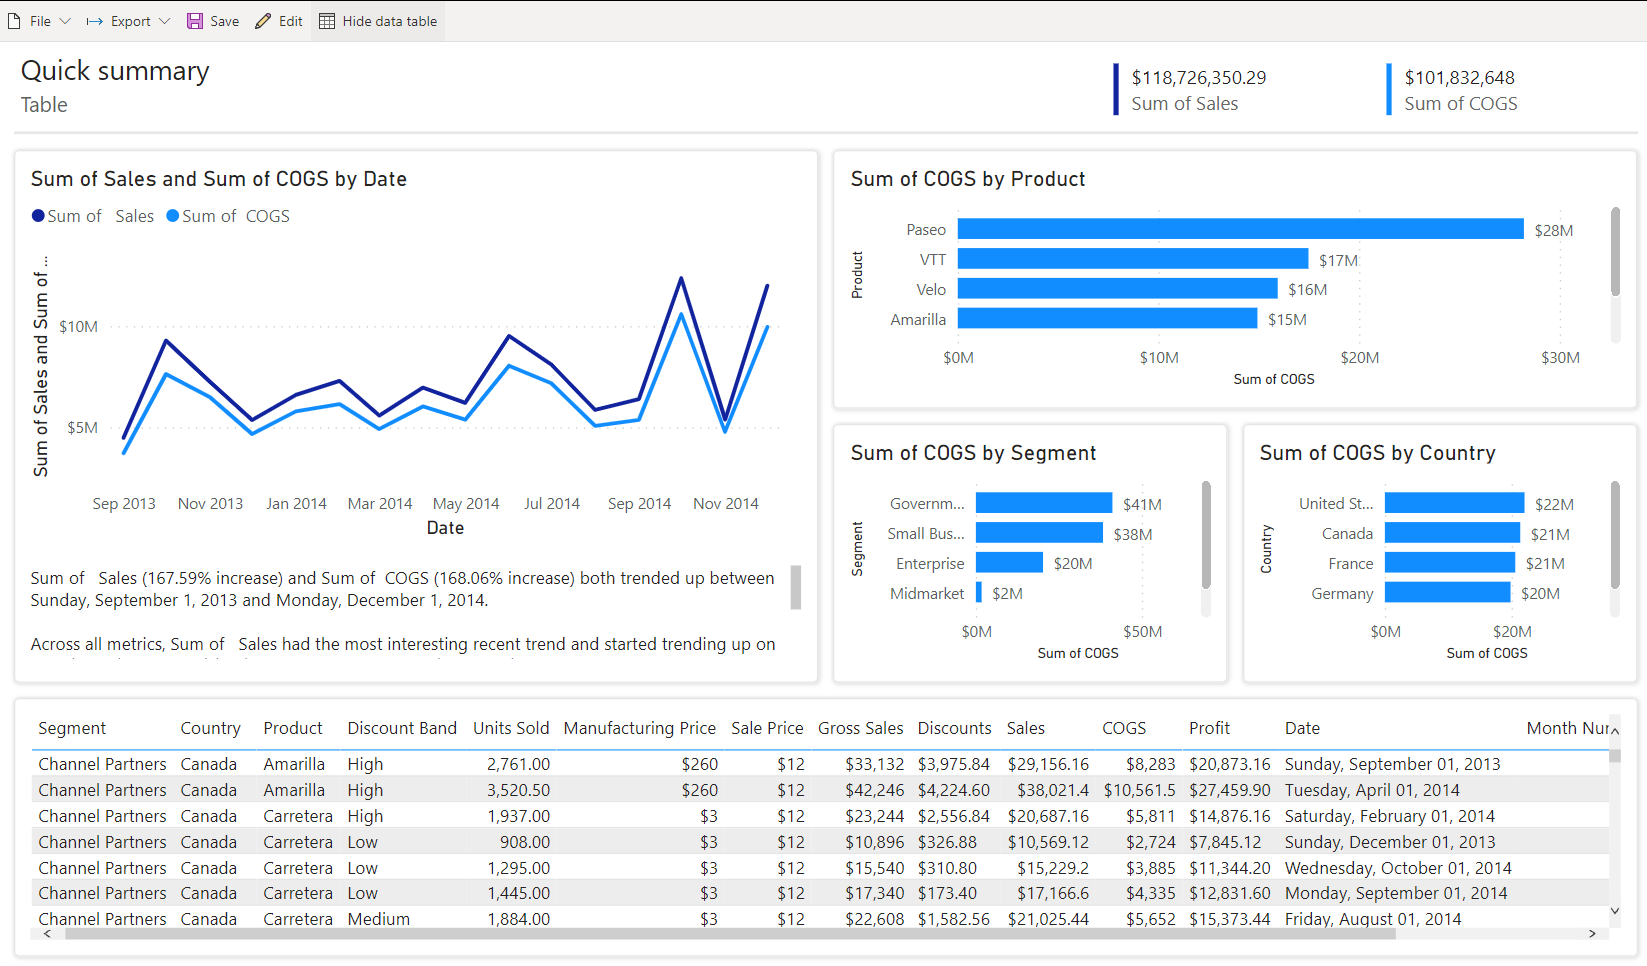 File Export Save Edit Hide data table
Quick summary
Table
$118,726,350.29
Sum of Sales
$101,832,648
Sum of COGS
Sum of Sales and Sum of COGS by Date
Sum of Sales Sum of COGS
Sum of Sales and Sum of ...
$10M
$5M
Sep 2013 Nov 2013 Jan 2014 Mar 2014 May 2014 Jul 2014 Sep 2014 Nov 2014
Date
Sum of Sales (167.59% increase) and Sum of COGS (168.06% increase) both trended up between
Sunday, September 1, 2013 and Monday, December 1, 2014.
Across all metrics, Sum of Sales had the most interesting recent trend and started trending up on
Sum of COGS by Product
Product
Paseo $28M
VTT $17M
Velo $16M
Amarilla $15M
$0M $10M $20M $30M
Sum of COGS
Sum of COGS by Segment
Segment
Governm... $41M
Small Bus... $38M
Enterprise $20M
Midmarket $2M
$0M $50M
Sum of COGS
Sum of COGS by Country
Country
United St... $22M
Canada $21M
France $21M
Germany $20M
$0M $20M
Sum of COGS
Segment Country Product Discount Band Units Sold Manufacturing Price Sale Price Gross Sales Discounts Sales COGS Profit Date Month Nur
Channel Partners Canada Amarilla High 2,761.00 $260 $12 $33,132 $3,975.84 $29,156.16 $8,283 $20,873.16 Sunday, September 01, 2013
Channel Partners Canada Amarilla High 3,520.50 $260 $12 $42,246 $4,224.60 $38,021.4 $10,561.5 $27,459.90 Tuesday, April 01, 2014
Channel Partners Canada Carretera High 1,937.00 $3 $12 $23,244 $2,556.84 $20,687.16 $5,811 $14,876.16 Saturday, February 01, 2014
Channel Partners Canada Carretera Low 908.00 $3 $12 $10,896 $326.88 $10,569.12 $2,724 $7,845.12 Sunday, December 01, 2013
Channel Partners Canada Carretera Low 1,295.00 $3 $12 $15,540 $310.80 $15,229.2 $3,885 $11,344.20 Wednesday, October 01, 2014
Channel Partners Canada Carretera Low 1,445.00 $3 $12 $17,340 $173.40 $17,166.6 $4,335 $12,831.60 Monday, September 01, 2014
Channel Partners Canada Carretera Medium 1,884.00 $3 $12 $22,608 $1,582.56 $21,025.44 $5,652 $15,373.44 Friday, August 01, 2014